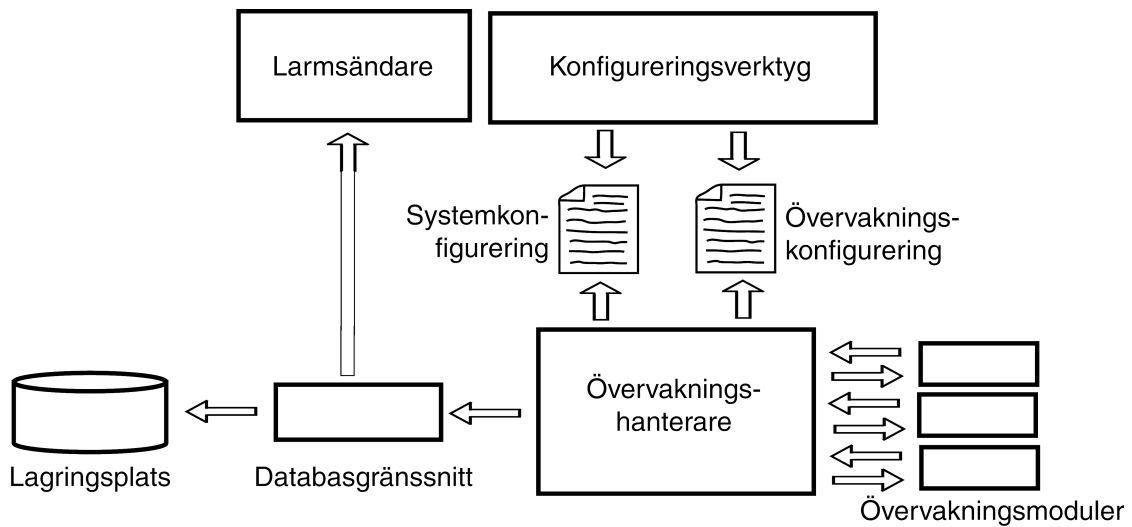 Larmsändare
Konfigureringsverktyg
Systemkon-
figurering
Övervaknings-
konfigurering
Övervaknings-
hanterare
Lagringsplats
Databasgränssnitt
Övervakningsmoduler